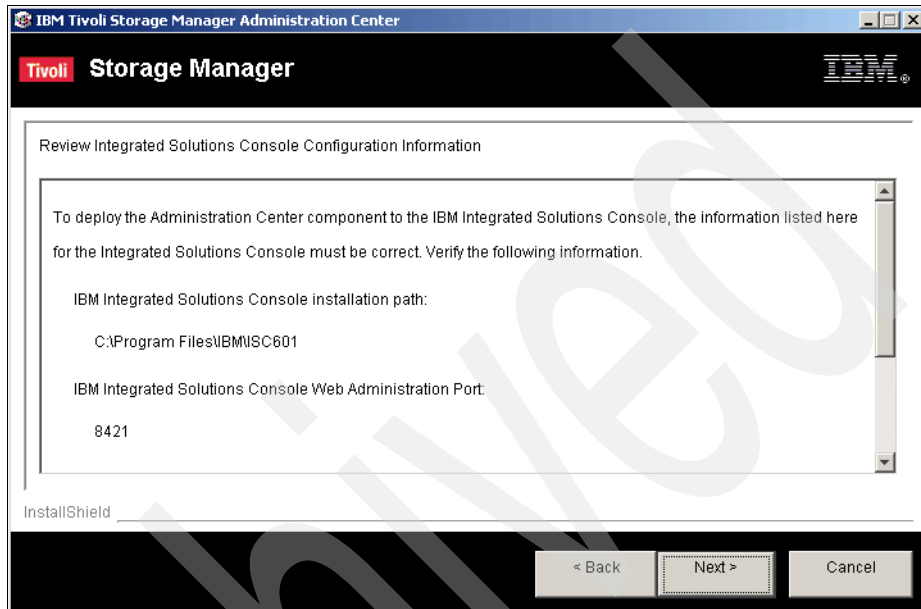 IBM Tivoli Storage Manager Administration Center
Tivoli Storage Manager IBM®
Review Integrated Solutions Console Configuration Information
To deploy the Administration Center component to the IBM Integrated Solutions Console, the information listed here
for the Integrated Solutions Console must be correct. Verify the following information.
IBM Integrated Solutions Console installation path:
C:\Program Files\IBM\ISC601
IBM Integrated Solutions Console Web Administration Port:
8421
InstallShield
< Back Next > Cancel
hived